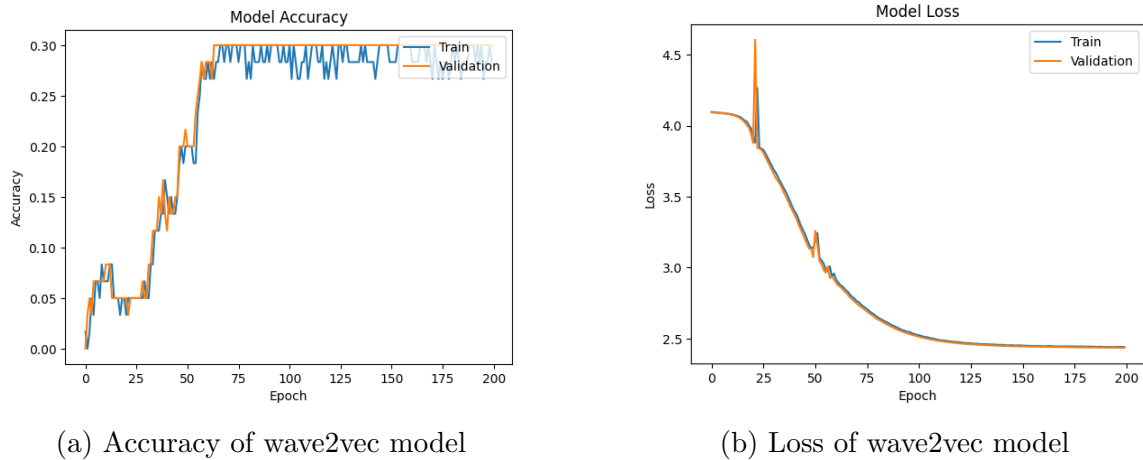 Model Accuracy
0.30
0.25
0.20
0.15
0.10
0.05
0.00
Accuracy
Train
Validation
0 25 50 75 100 125 150 175 200
Epoch
(a) Accuracy of wave2vec model
Model Loss
4.5
4.0
3.5
3.0
2.5
Loss
Train
Validation
0 25 50 75 100 125 150 175 200
Epoch
(b) Loss of wave2vec model